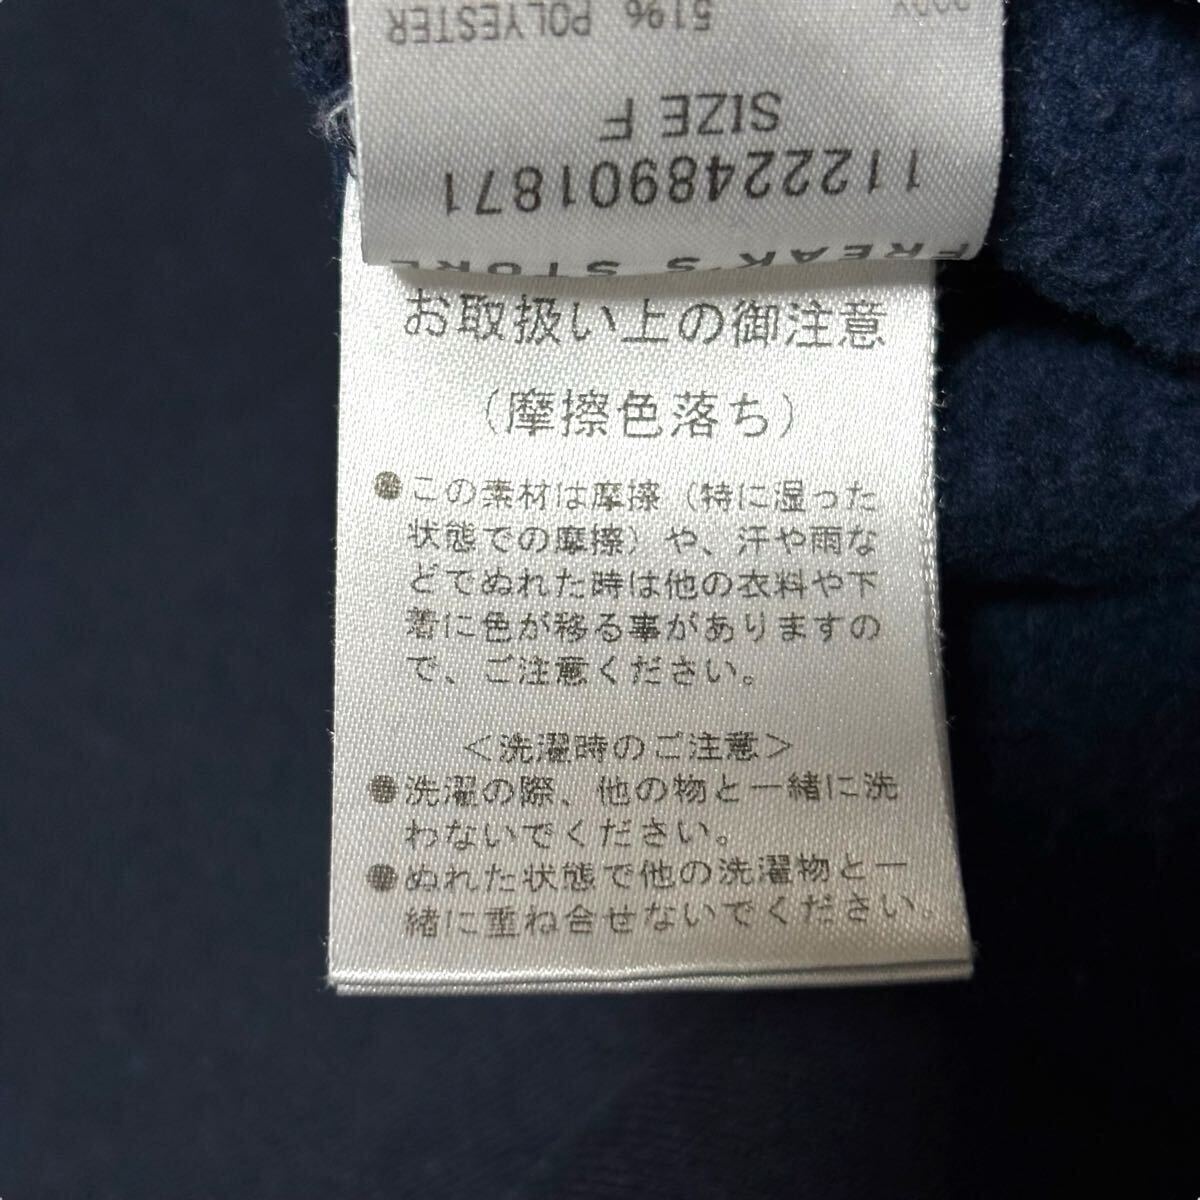 51% POLYESTER
SIZE F
1122248901871
FREAK'S STORE
お取扱い上の御注意
（摩擦色落ち）
●この素材は摩擦（特に湿った
状態での摩擦）や、汗や雨な
どでぬれた時は他の衣料や下
着に色が移る事がありますの
で、ご注意ください。
＜洗濯時のご注意＞
●洗濯の際、他の物と一緒に洗
わないでください。
●ぬれた状態で他の洗濯物と一
緒に重ね合せないでください。